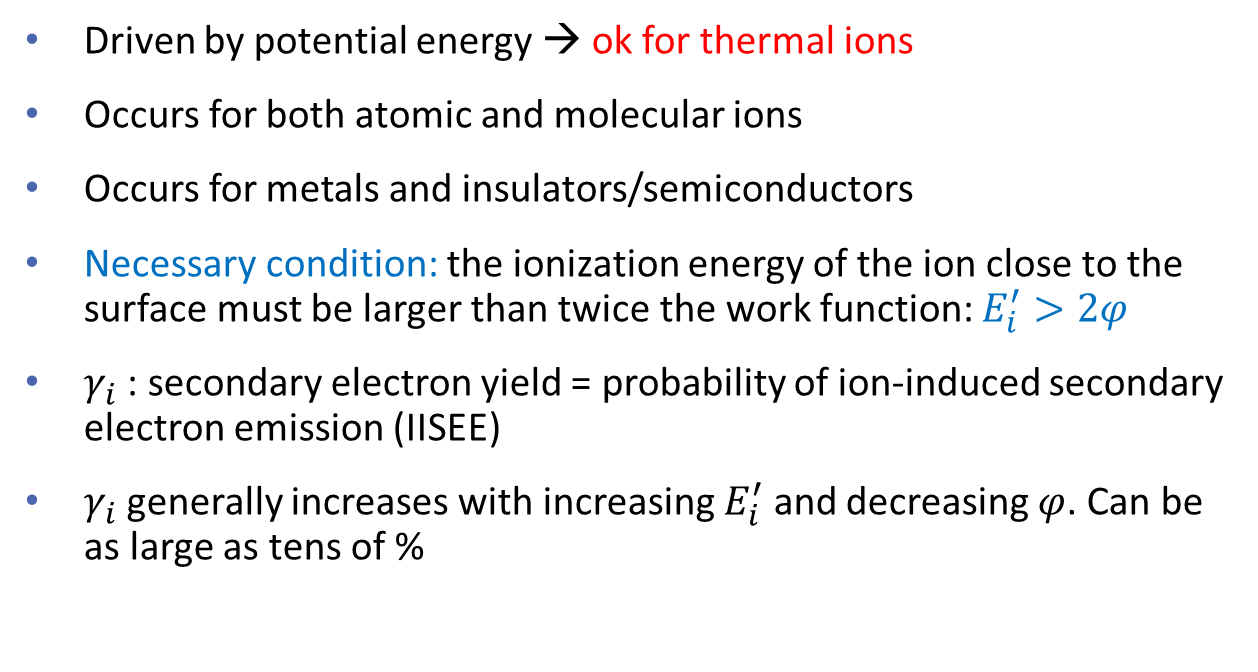 • Driven by potential energy → ok for thermal ions
• Occurs for both atomic and molecular ions
• Occurs for metals and insulators/semiconductors
• Necessary condition: the ionization energy of the ion close to the
surface must be larger than twice the work function: E′ᵢ > 2φ
• γᵢ : secondary electron yield = probability of ion-induced secondary
electron emission (IISEE)
• γᵢ generally increases with increasing E′ᵢ and decreasing φ. Can be
as large as tens of %